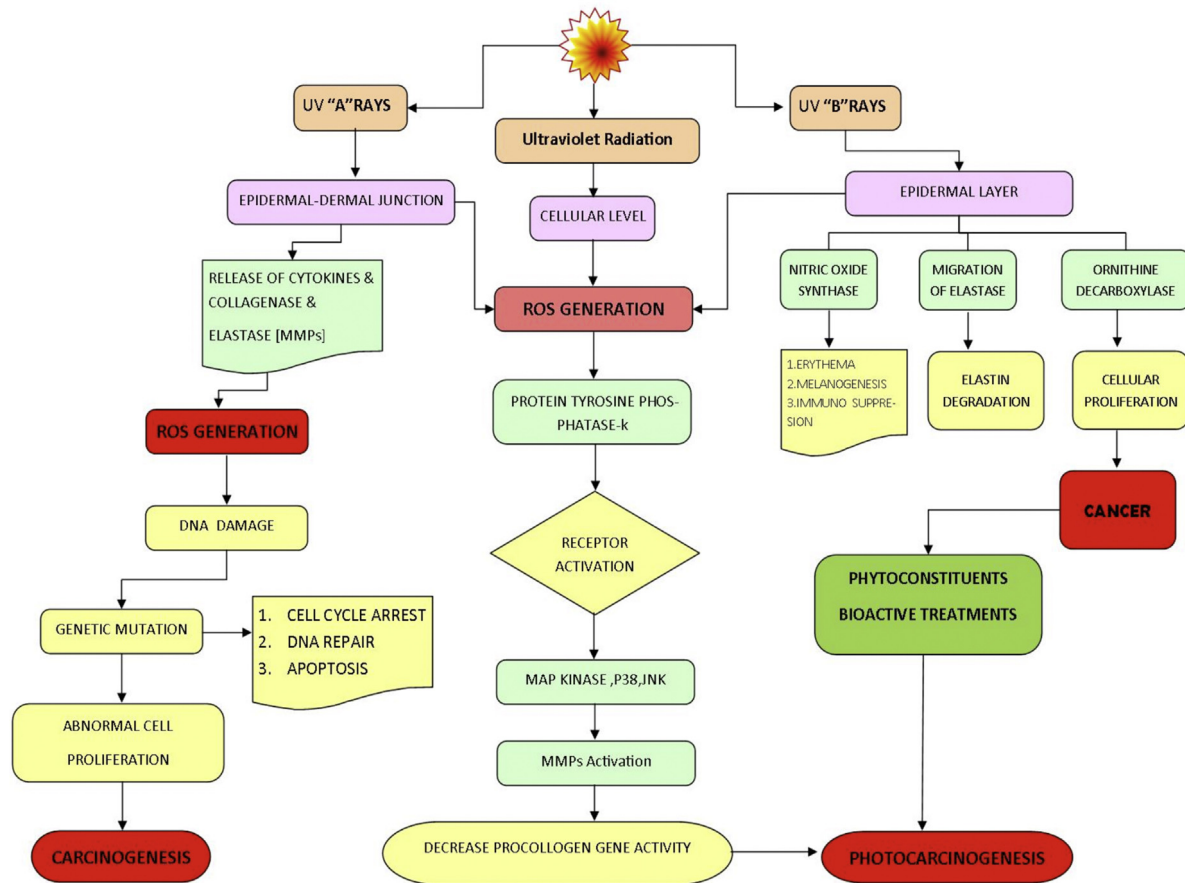 UV "A"RAYS
Ultraviolet Radiation
UV "B"RAYS
EPIDERMAL-DERMAL JUNCTION
CELLULAR LEVEL
EPIDERMAL LAYER
RELEASE OF CYTOKINES &
COLLAGENASE &
ELASTASE [MMPs]
ROS GENERATION
NITRIC OXIDE
SYNTHASE
MIGRATION
OF ELASTASE
ORNITHINE
DECARBOXYLASE
1.ERYTHEMA
2.MELANOGENESIS
3.IMMUNO SUPPRE-
SION
ELASTIN
DEGRADATION
CELLULAR
PROLIFERATION
ROS GENERATION
PROTEIN TYROSINE PHOS-
PHATASE-k
CANCER
DNA DAMAGE
RECEPTOR
ACTIVATION
PHYTOCONSTITUENTS
BIOACTIVE TREATMENTS
GENETIC MUTATION
1. CELL CYCLE ARREST
2. DNA REPAIR
3. APOPTOSIS
MAP KINASE ,P38,JNK
ABNORMAL CELL
PROLIFERATION
MMPs Activation
CARCINOGENESIS
DECREASE PROCOLLAGEN GENE ACTIVITY
PHOTOCARCINOGENESIS